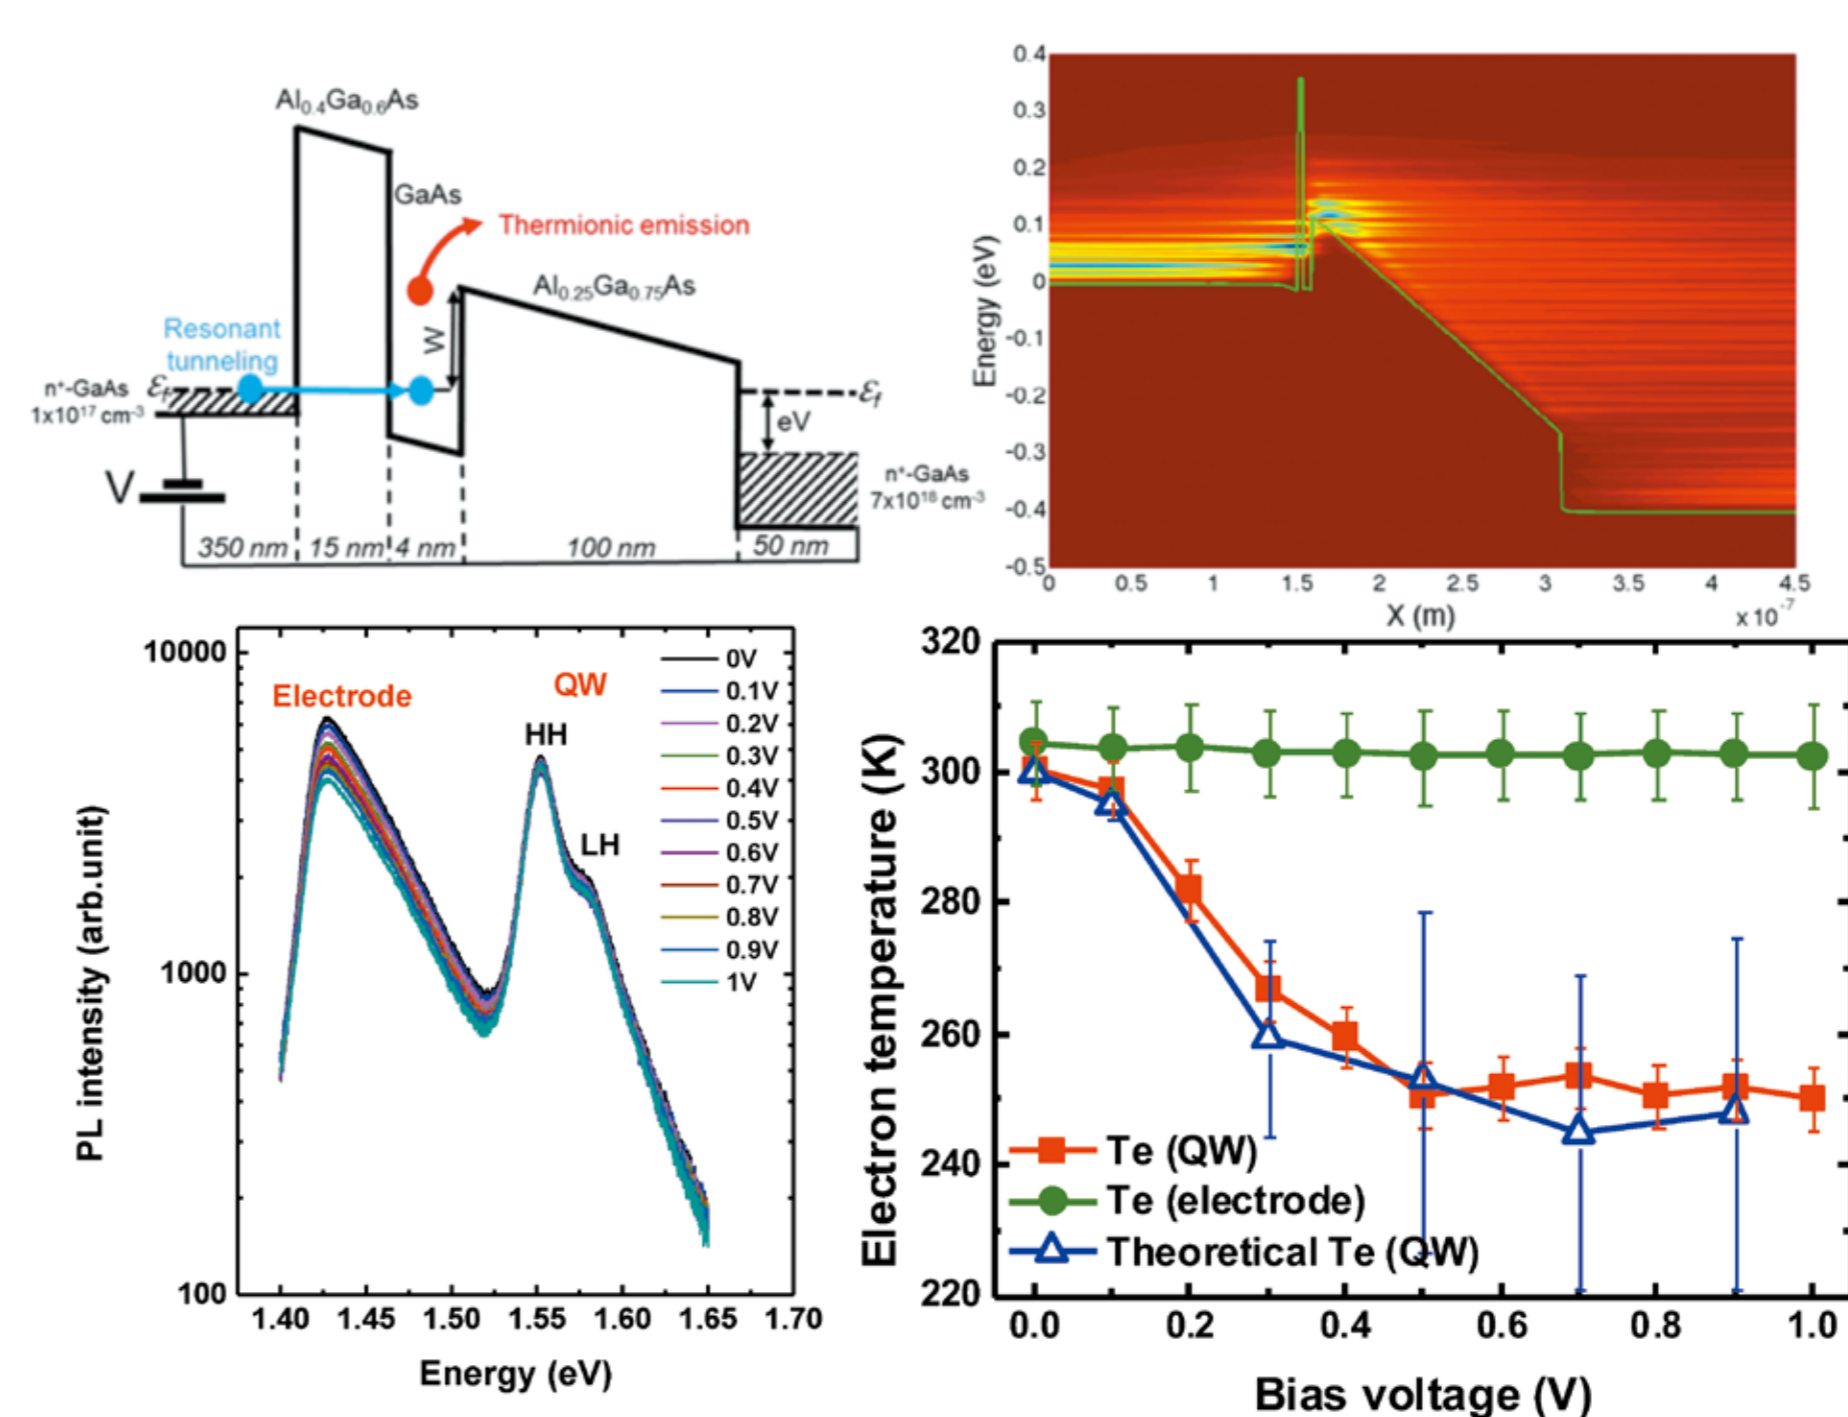 Al0.4Ga0.6As
GaAs
Thermionic emission
Al0.25Ga0.75As
Resonant
tunneling
W
n⁺-GaAs
1x10¹⁷ cm⁻³
Ɛf
Ɛf
eV
n⁺-GaAs
7x10¹⁸ cm⁻³
V
350 nm 15 nm 4 nm 100 nm 50 nm
0.4
0.3
0.2
0.1
0
-0.1
-0.2
-0.3
-0.4
-0.5
Energy (eV)
0 0.5 1 1.5 2 2.5 3 3.5 4 4.5
X (m)
x10⁻⁷
10000
1000
100
PL intensity (arb.unit)
Electrode
QW
HH
LH
0V
0.1V
0.2V
0.3V
0.4V
0.5V
0.6V
0.7V
0.8V
0.9V
1V
1.40 1.45 1.50 1.55 1.60 1.65 1.70
Energy (eV)
320
300
280
260
240
220
Electron temperature (K)
Te (QW)
Te (electrode)
Theoretical Te (QW)
0.0 0.2 0.4 0.6 0.8 1.0
Bias voltage (V)